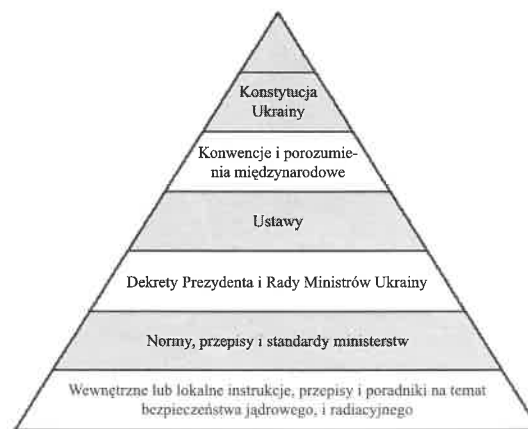 Konstytucja
Ukrainy
Konwencje i porozumie-
nia międzynarodowe
Ustawy
Dekrety Prezydenta i Rady Ministrów Ukrainy
Normy, przepisy i standardy ministerstw
Wewnętrzne lub lokalne instrukcje, przepisy i poradniki na temat
bezpieczeństwa jądrowego, i radiacyjnego